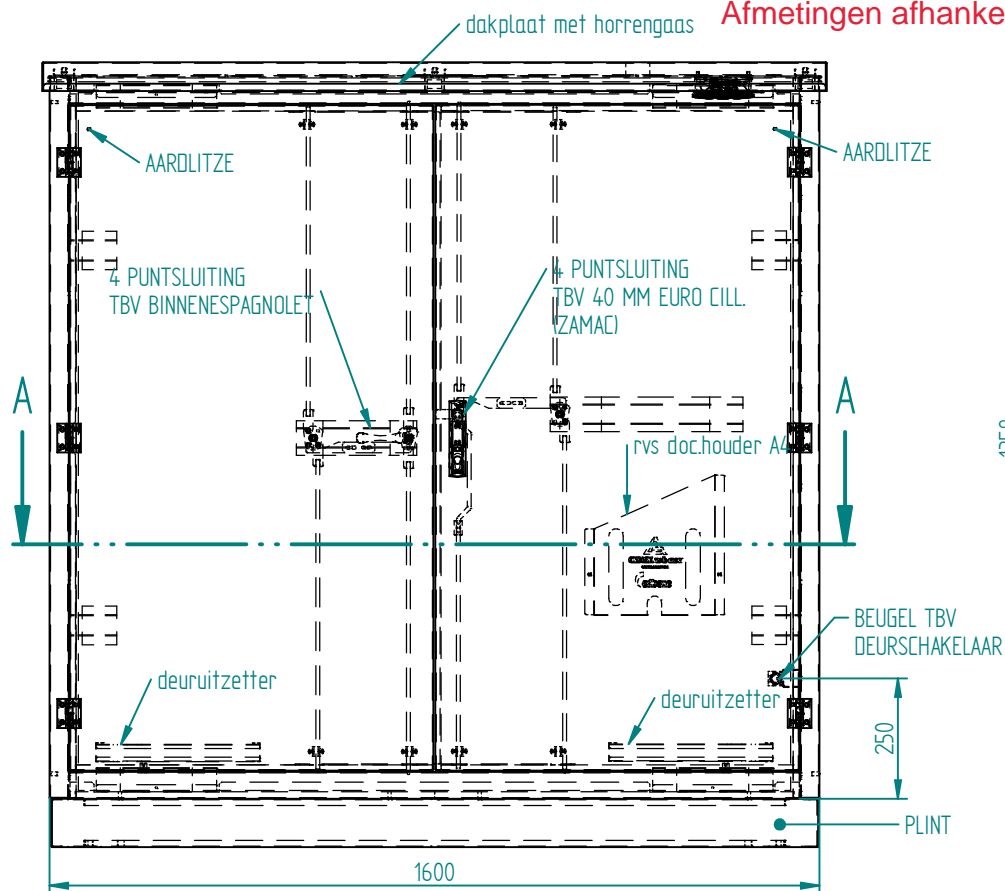 Afmetingen afhanke
dakplaat met horrengaas
AARDLITZE
AARDLITZE
4 PUNTSLUITING
TBV BINNENESPAGNOLET
4 PUNTSLUITING
TBV 40 MM EURO CILL.
(ZAMAC)
A
A
rvs doc.houder A4
BEUGEL TBV
DEURSCHAKELAAR
deuruitzetter
deuruitzetter
250
PLINT
1600